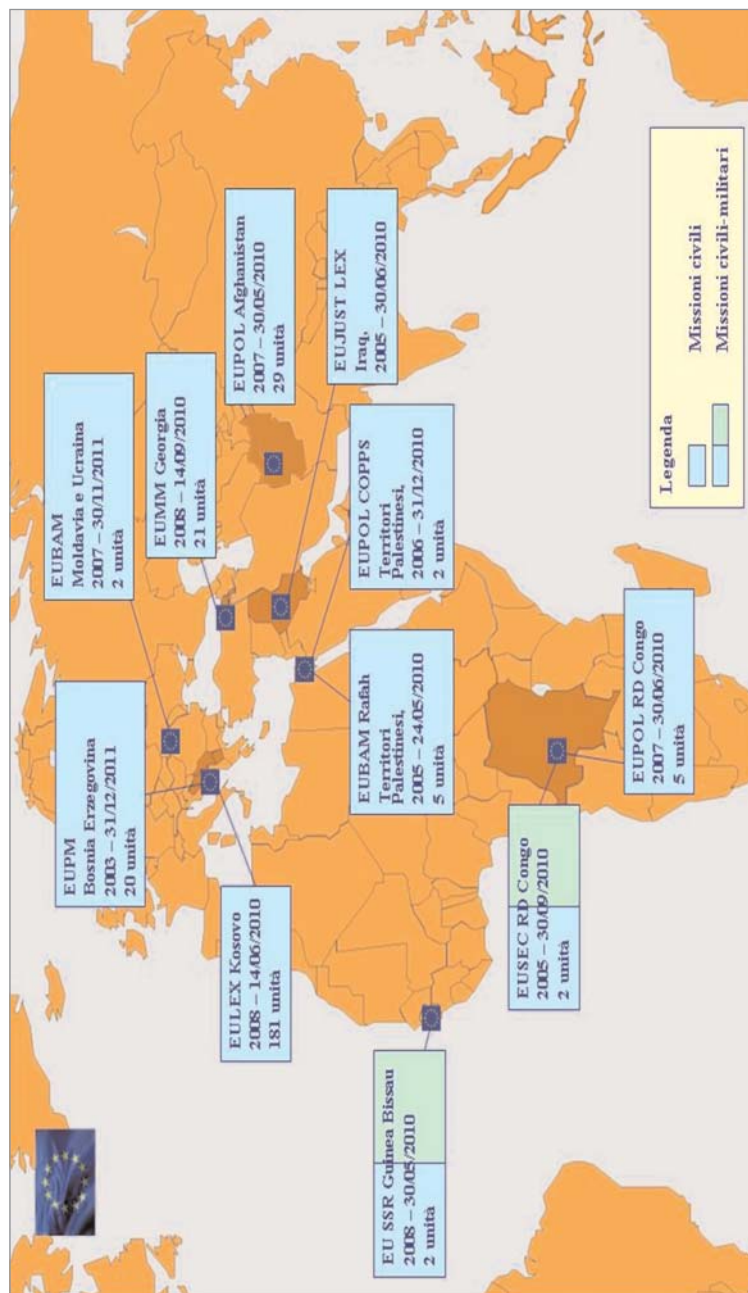 EUPM
Bosnia Erzegovina
2003 – 31/12/2011
20 unità
EUBAM
Moldavia e Ucraina
2007 – 30/11/2011
2 unità
EUMM Georgia
2008 – 14/09/2010
21 unità
EUPOL Afghanistan
2007 – 30/05/2010
29 unità
EULEX Kosovo
2008 – 14/06/2010
181 unità
EUBAM Rafah
Territori
Palestinesi,
2005 – 24/05/2010
5 unità
EUPOL COPPS
Territori
Palestinesi,
2006 – 31/12/2010
2 unità
EUJUST LEX
Iraq,
2005 – 30/06/2010
EU SSR Guinea Bissau
2008 – 30/05/2010
2 unità
EUSEC RD Congo
2005 – 30/09/2010
2 unità
EUPOL RD Congo
2007 – 30/06/2010
5 unità
Legenda
Missioni civili
Missioni civili-militari